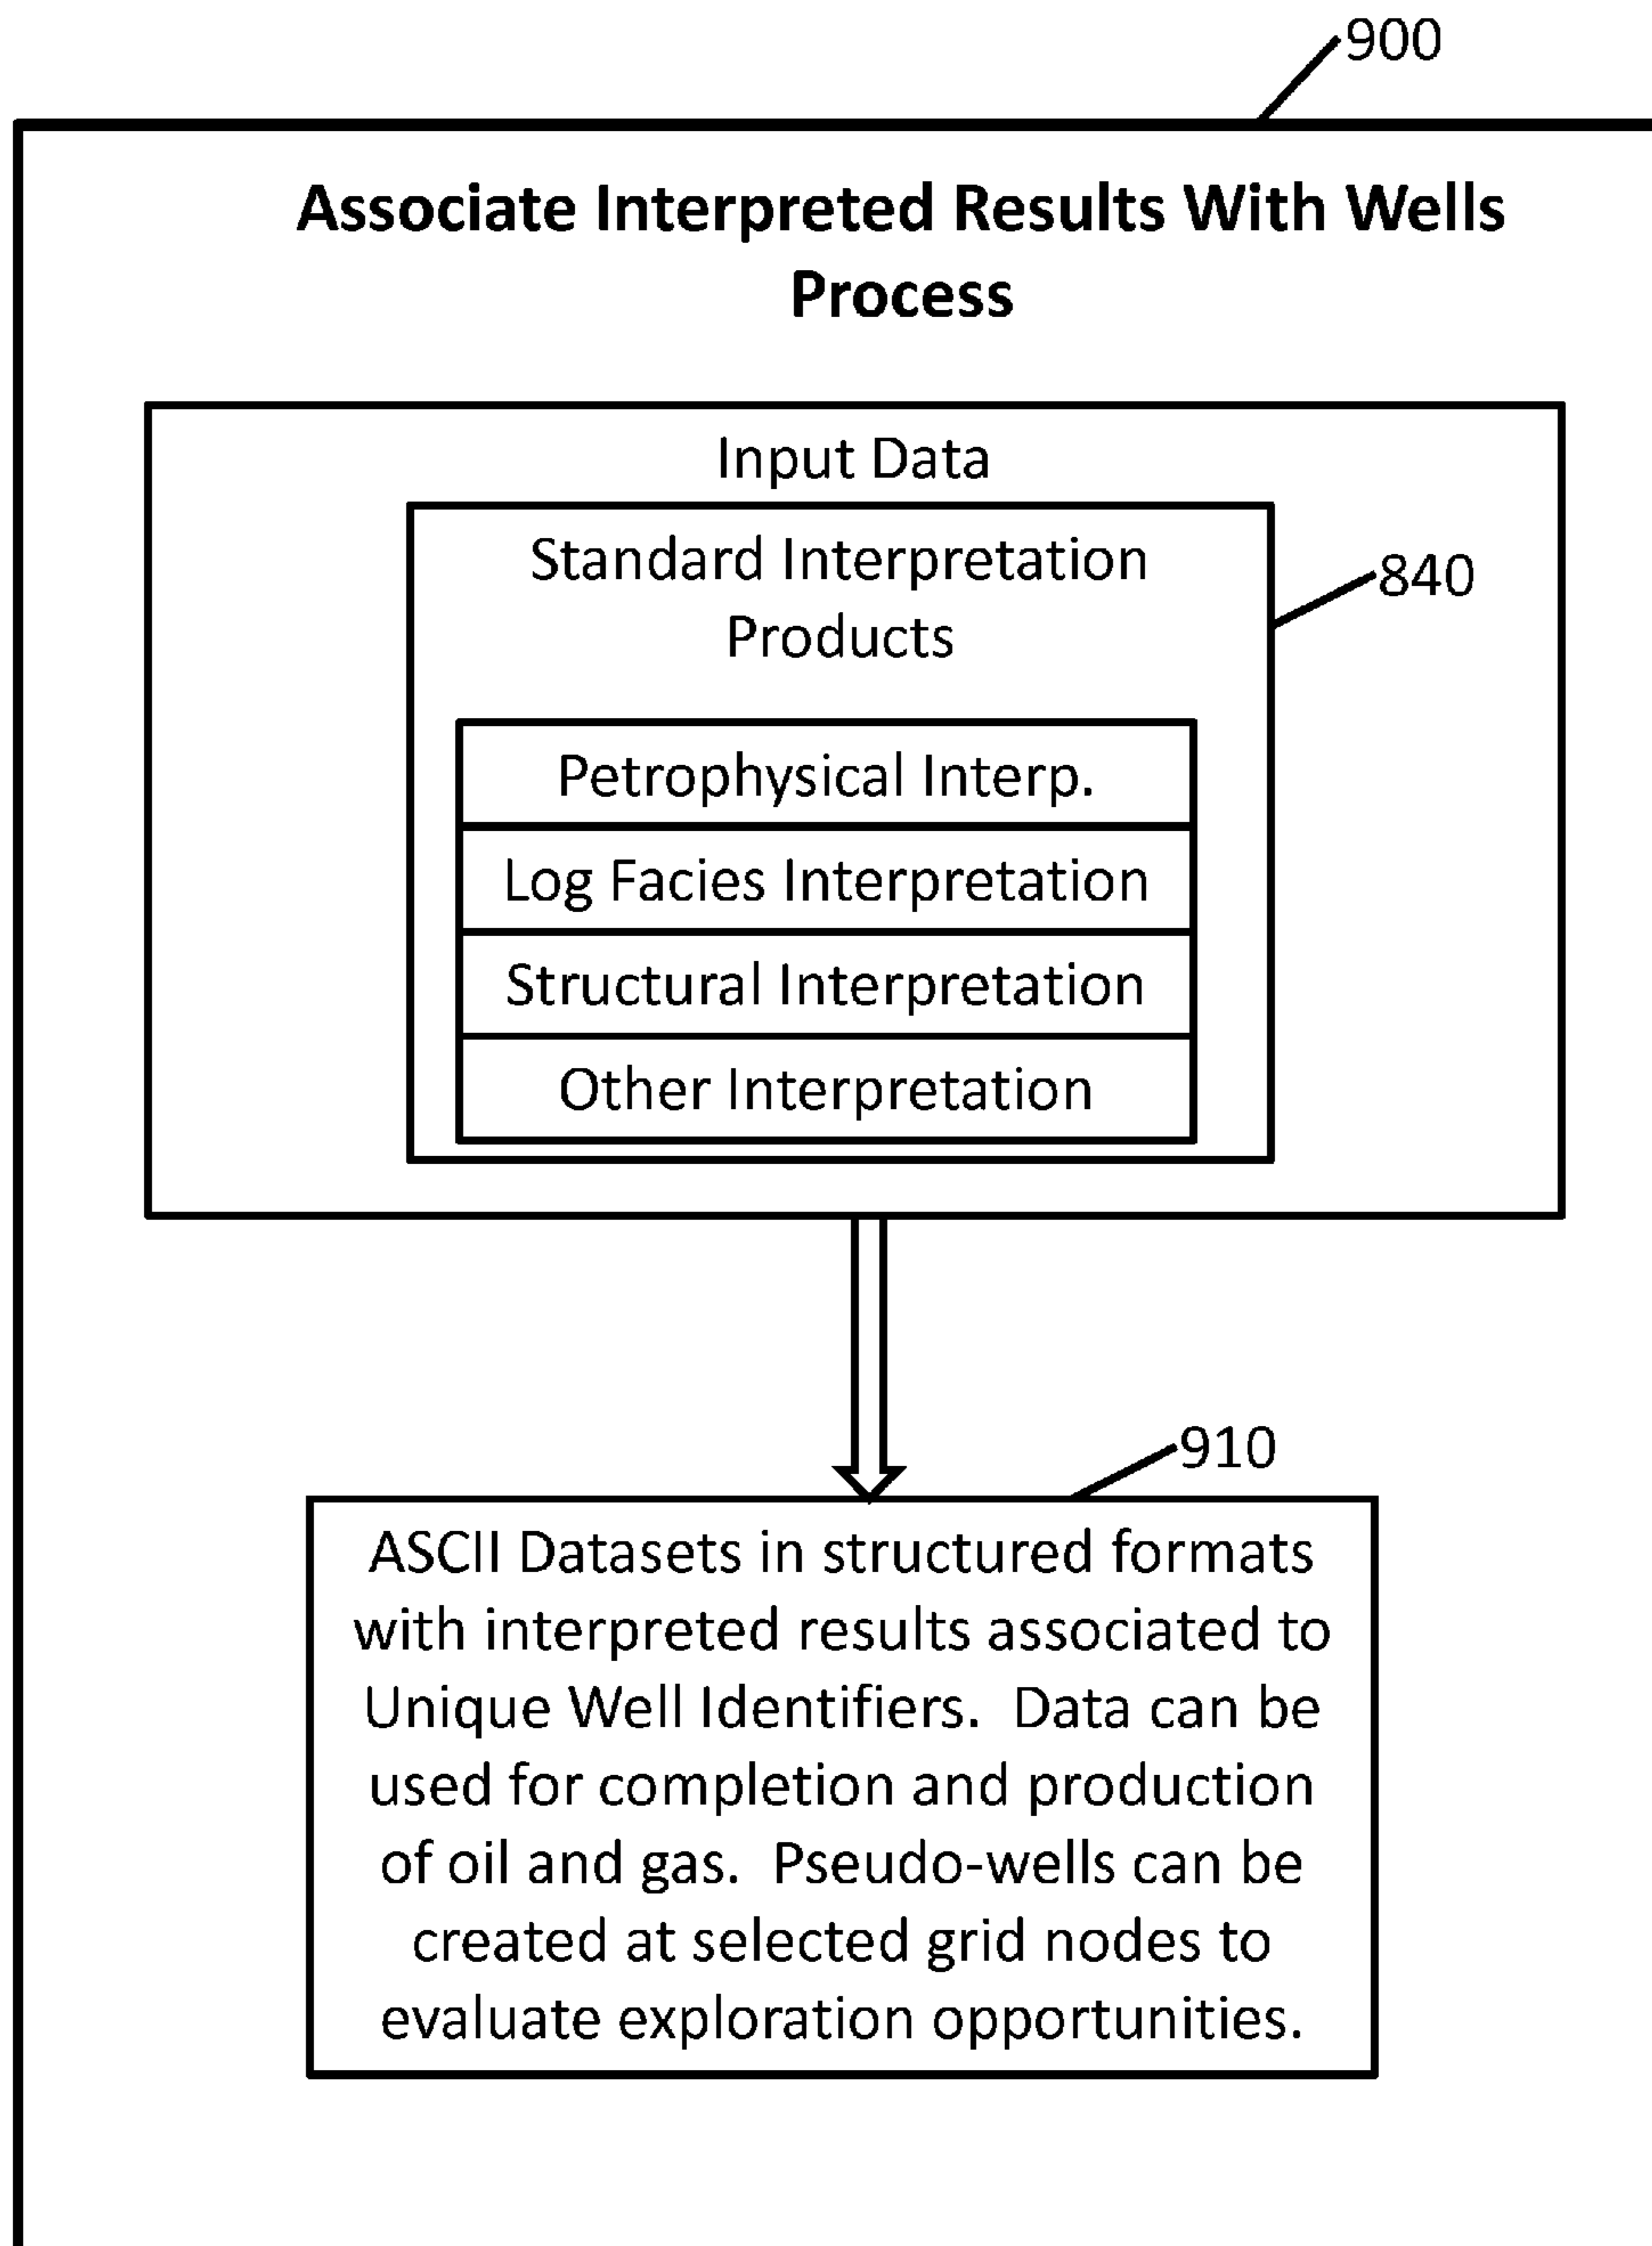 900
Associate Interpreted Results With Wells
Process
Input Data
Standard Interpretation
Products
840
Petrophysical Interp.
Log Facies Interpretation
Structural Interpretation
Other Interpretation
910
ASCII Datasets in structured formats
with interpreted results associated to
Unique Well Identifiers.  Data can be
used for completion and production
of oil and gas.  Pseudo-wells can be
created at selected grid nodes to
evaluate exploration opportunities.